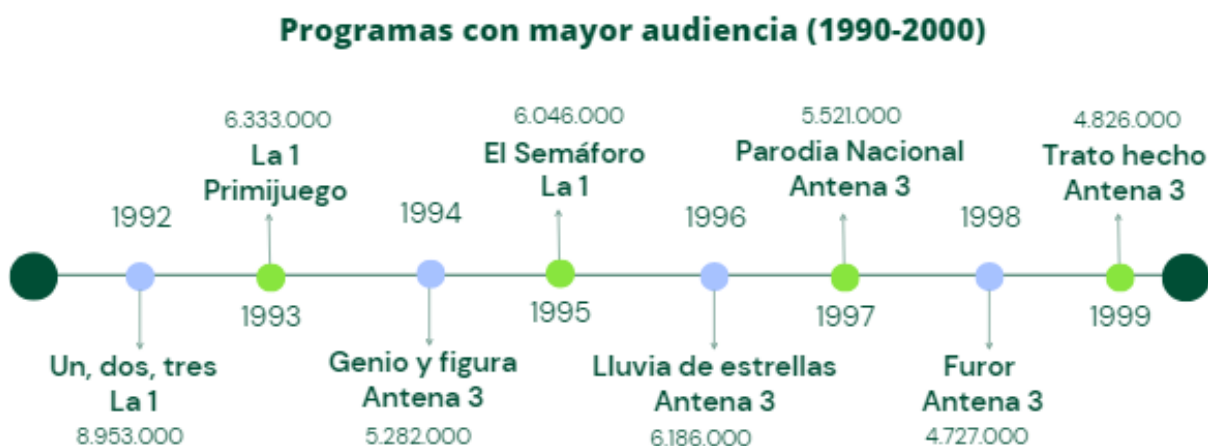 Programas con mayor audiencia (1990-2000)
1992
Un, dos, tres
La 1
8.953.000
6.333.000
La 1
Primijuego
1993
1994
Genio y figura
Antena 3
5.282.000
6.046.000
El Semáforo
La 1
1995
1996
Lluvia de estrellas
Antena 3
6.186.000
5.521.000
Parodia Nacional
Antena 3
1997
1998
Furor
Antena 3
4.727.000
4.826.000
Trato hecho
Antena 3
1999